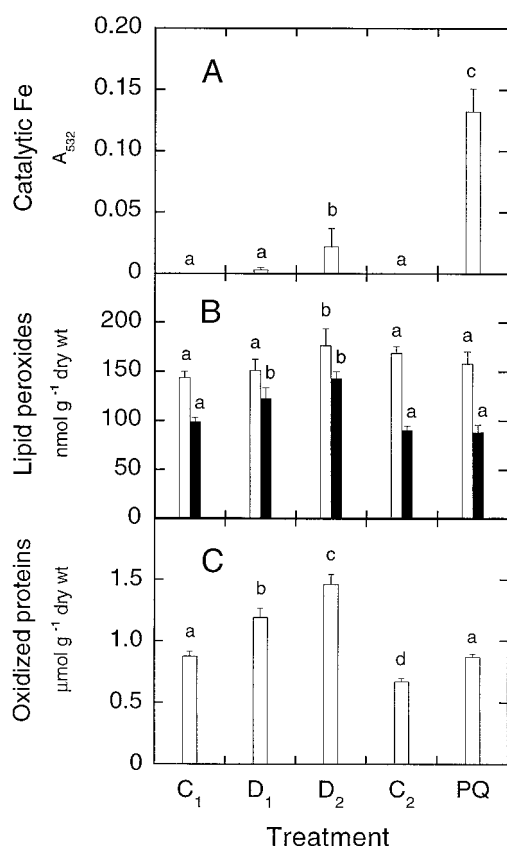 A
Catalytic Fe
A532
0.20
0.15
0.10
0.05
0
a a b a c
B
Lipid peroxides
nmol g -1 dry wt
200
150
100
50
0
a a a b b b a a a a
C
Oxidized proteins
µmol g -1 dry wt
1.5
1.0
0.5
0
a b c d a
C1 D1 D2 C2 PQ
Treatment